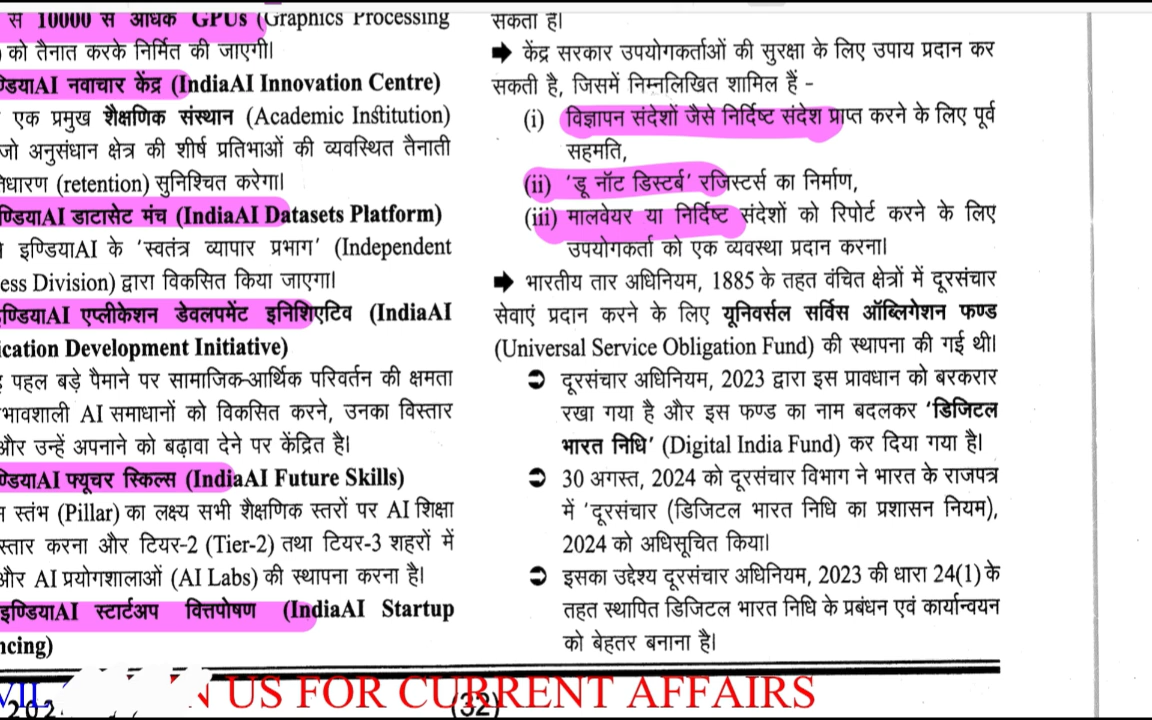 से 10000 से अधिक GPUs (Graphics Processing
को तैनात करके निर्मित की जाएगी।
ण्डियाAI नवाचार केंद्र (IndiaAI Innovation Centre)
एक प्रमुख शैक्षणिक संस्थान (Academic Institution)
जो अनुसंधान क्षेत्र की शीर्ष प्रतिभाओं की व्यवस्थित तैनाती
धारण (retention) सुनिश्चित करेगा।
ण्डियाAI डाटासेट मंच (IndiaAI Datasets Platform)
इण्डियाAI के ‘स्वतंत्र व्यापार प्रभाग’ (Independent
ess Division) द्वारा विकसित किया जाएगा।
ण्डियाAI एप्लीकेशन डेवलपमेंट इनिशिएटिव (IndiaAI
ication Development Initiative)
पहल बड़े पैमाने पर सामाजिक-आर्थिक परिवर्तन की क्षमता
भावशाली AI समाधानों को विकसित करने, उनका विस्तार
और उन्हें अपनाने को बढ़ावा देने पर केंद्रित है।
ण्डियाAI फ्यूचर स्किल्स (IndiaAI Future Skills)
स्तंभ (Pillar) का लक्ष्य सभी शैक्षणिक स्तरों पर AI शिक्षा
स्तार करना और टियर-2 (Tier-2) तथा टियर-3 शहरों में
और AI प्रयोगशालाओं (AI Labs) की स्थापना करना है।
इण्डियाAI स्टार्टअप वित्तपोषण (IndiaAI Startup
ncing)
सकता है।
➡ केंद्र सरकार उपयोगकर्ताओं की सुरक्षा के लिए उपाय प्रदान कर
सकती है, जिसमें निम्नलिखित शामिल हैं -
(i) विज्ञापन संदेशों जैसे निर्दिष्ट संदेश प्राप्त करने के लिए पूर्व
सहमति,
(ii) ‘डू नॉट डिस्टर्ब’ रजिस्टर्स का निर्माण,
(iii) मालवेयर या निर्दिष्ट संदेशों को रिपोर्ट करने के लिए
उपयोगकर्ता को एक व्यवस्था प्रदान करना।
➡ भारतीय तार अधिनियम, 1885 के तहत वंचित क्षेत्रों में दूरसंचार
सेवाएं प्रदान करने के लिए यूनिवर्सल सर्विस ऑब्लिगेशन फण्ड
(Universal Service Obligation Fund) की स्थापना की गई थी।
दूरसंचार अधिनियम, 2023 द्वारा इस प्रावधान को बरकरार
रखा गया है और इस फण्ड का नाम बदलकर ‘डिजिटल
भारत निधि’ (Digital India Fund) कर दिया गया है।
30 अगस्त, 2024 को दूरसंचार विभाग ने भारत के राजपत्र
में ‘दूरसंचार (डिजिटल भारत निधि का प्रशासन नियम),
2024 को अधिसूचित किया।
इसका उद्देश्य दूरसंचार अधिनियम, 2023 की धारा 24(1) के
तहत स्थापित डिजिटल भारत निधि के प्रबंधन एवं कार्यान्वयन
को बेहतर बनाना है।
US FOR CURRENT AFFAIRS
(32)